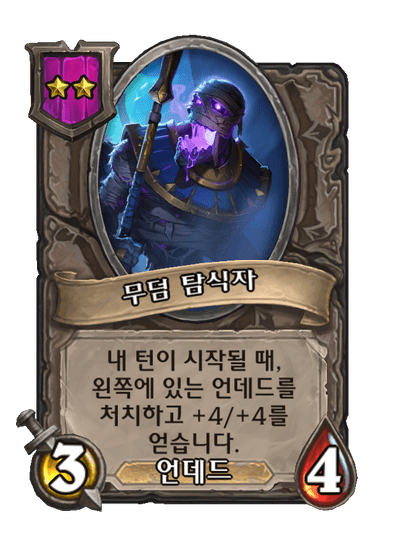 무덤 탐식자
내 턴이 시작될 때,
왼쪽에 있는 언데드를
처치하고 +4/+4를
얻습니다.
언데드
3
4